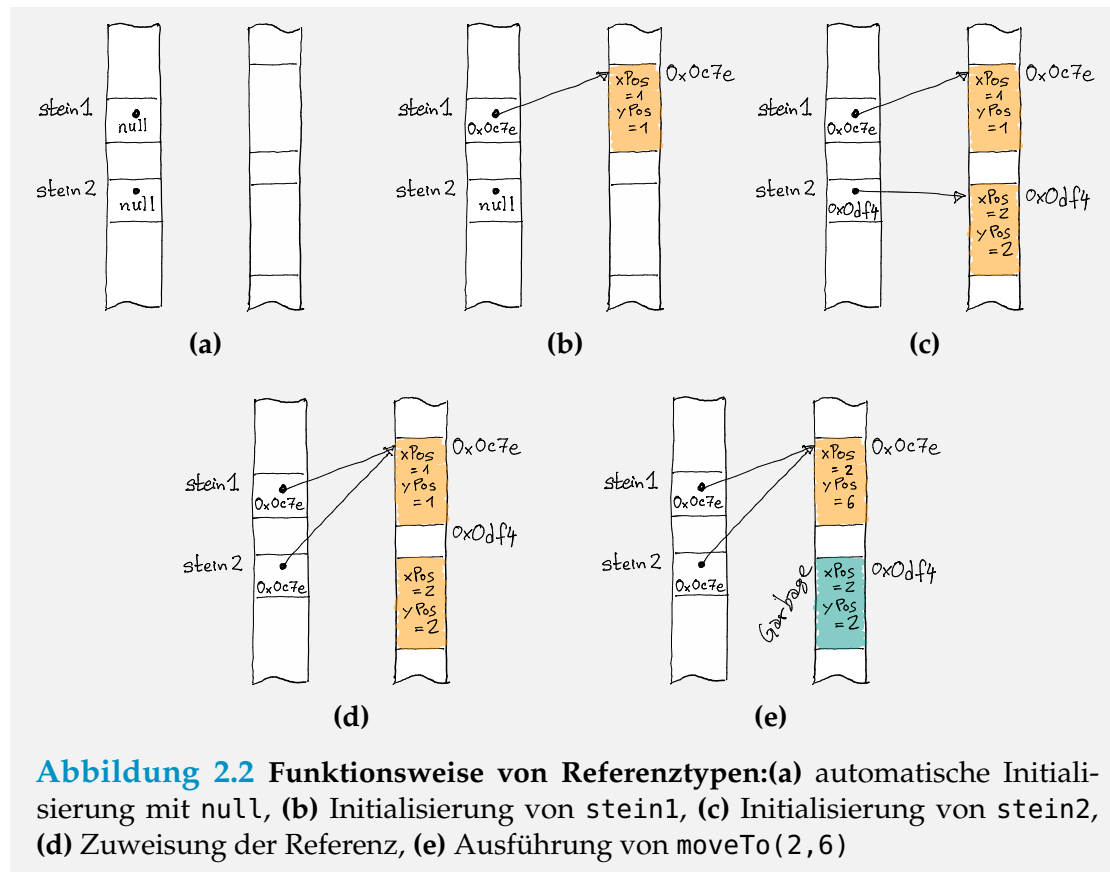 stein1
null
stein2
null
(a)
stein1
0x0c7e
stein2
null
xPos
=1
yPos
=1
0x0c7e
(b)
stein1
0x0c7e
stein2
0x0df4
xPos
=1
yPos
=1
0x0c7e
xPos
=2
yPos
=2
0x0df4
(c)
stein1
0x0c7e
stein2
0x0c7e
xPos
=1
yPos
=1
0x0c7e
0x0df4
xPos
=2
yPos
=2
(d)
stein1
0x0c7e
stein2
0x0c7e
xPos
=2
yPos
=6
0x0c7e
Garbage
xPos
=2
yPos
=2
0x0df4
(e)
Abbildung 2.2 Funktionsweise von Referenztypen:(a) automatische Initiali-
sierung mit null, (b) Initialisierung von stein1, (c) Initialisierung von stein2,
(d) Zuweisung der Referenz, (e) Ausführung von moveTo(2,6)